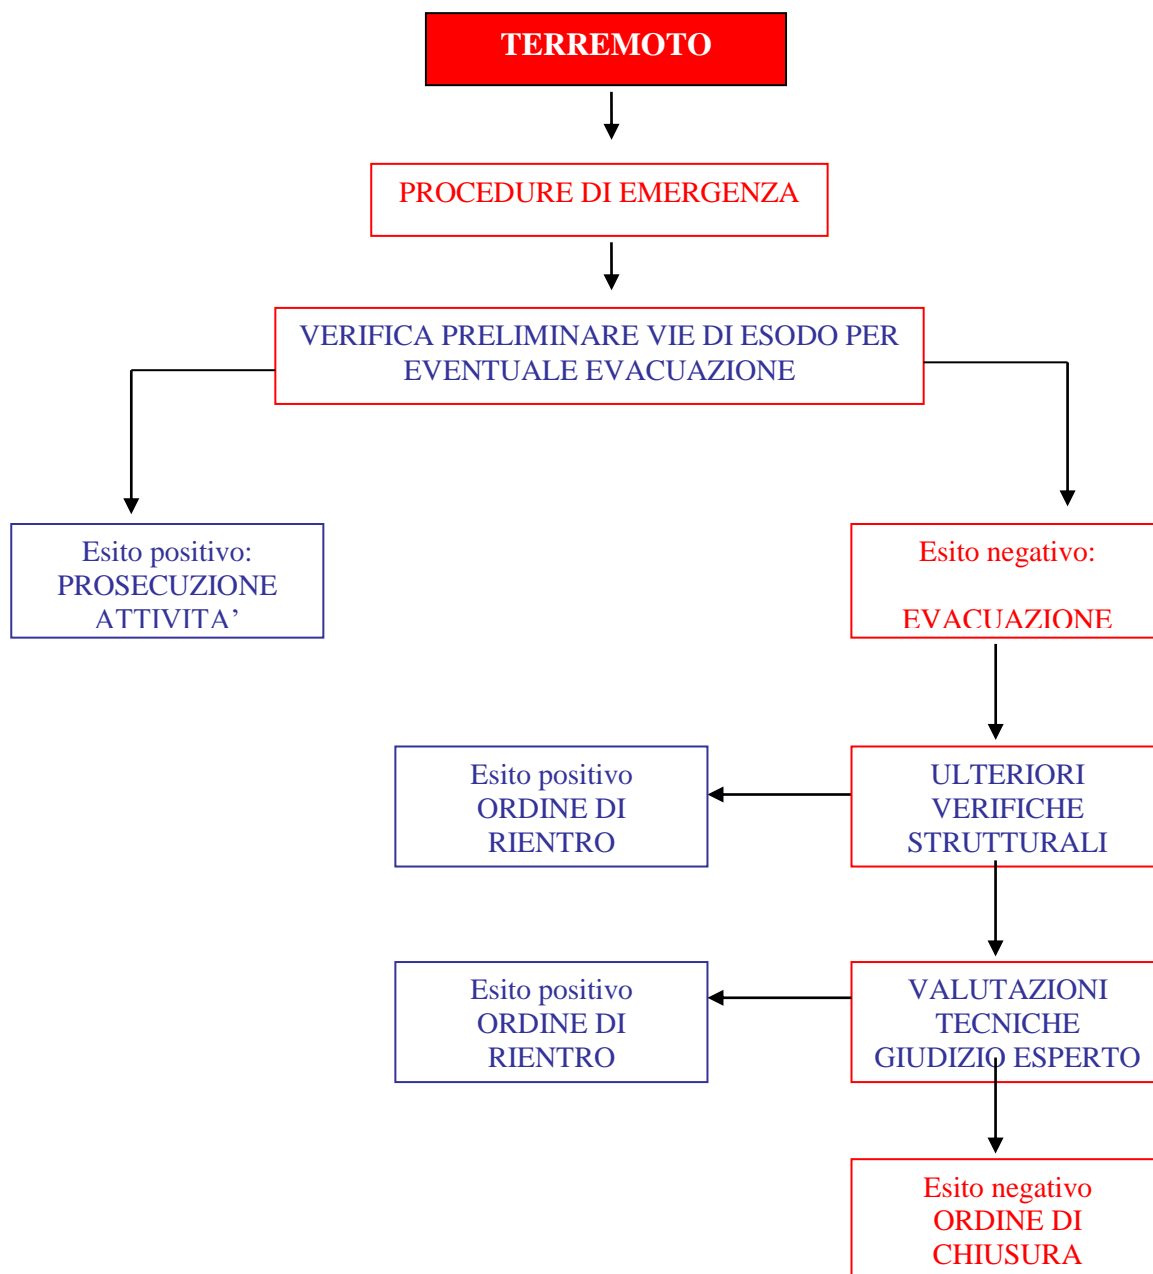 TERREMOTO
PROCEDURE DI EMERGENZA
VERIFICA PRELIMINARE VIE DI ESODO PER
EVENTUALE EVACUAZIONE
Esito positivo:
PROSECUZIONE
ATTIVITA’
Esito negativo:
EVACUAZIONE
Esito positivo
ORDINE DI
RIENTRO
ULTERIORI
VERIFICHE
STRUTTURALI
Esito positivo
ORDINE DI
RIENTRO
VALUTAZIONI
TECNICHE
GIUDIZIO ESPERTO
Esito negativo
ORDINE DI
CHIUSURA